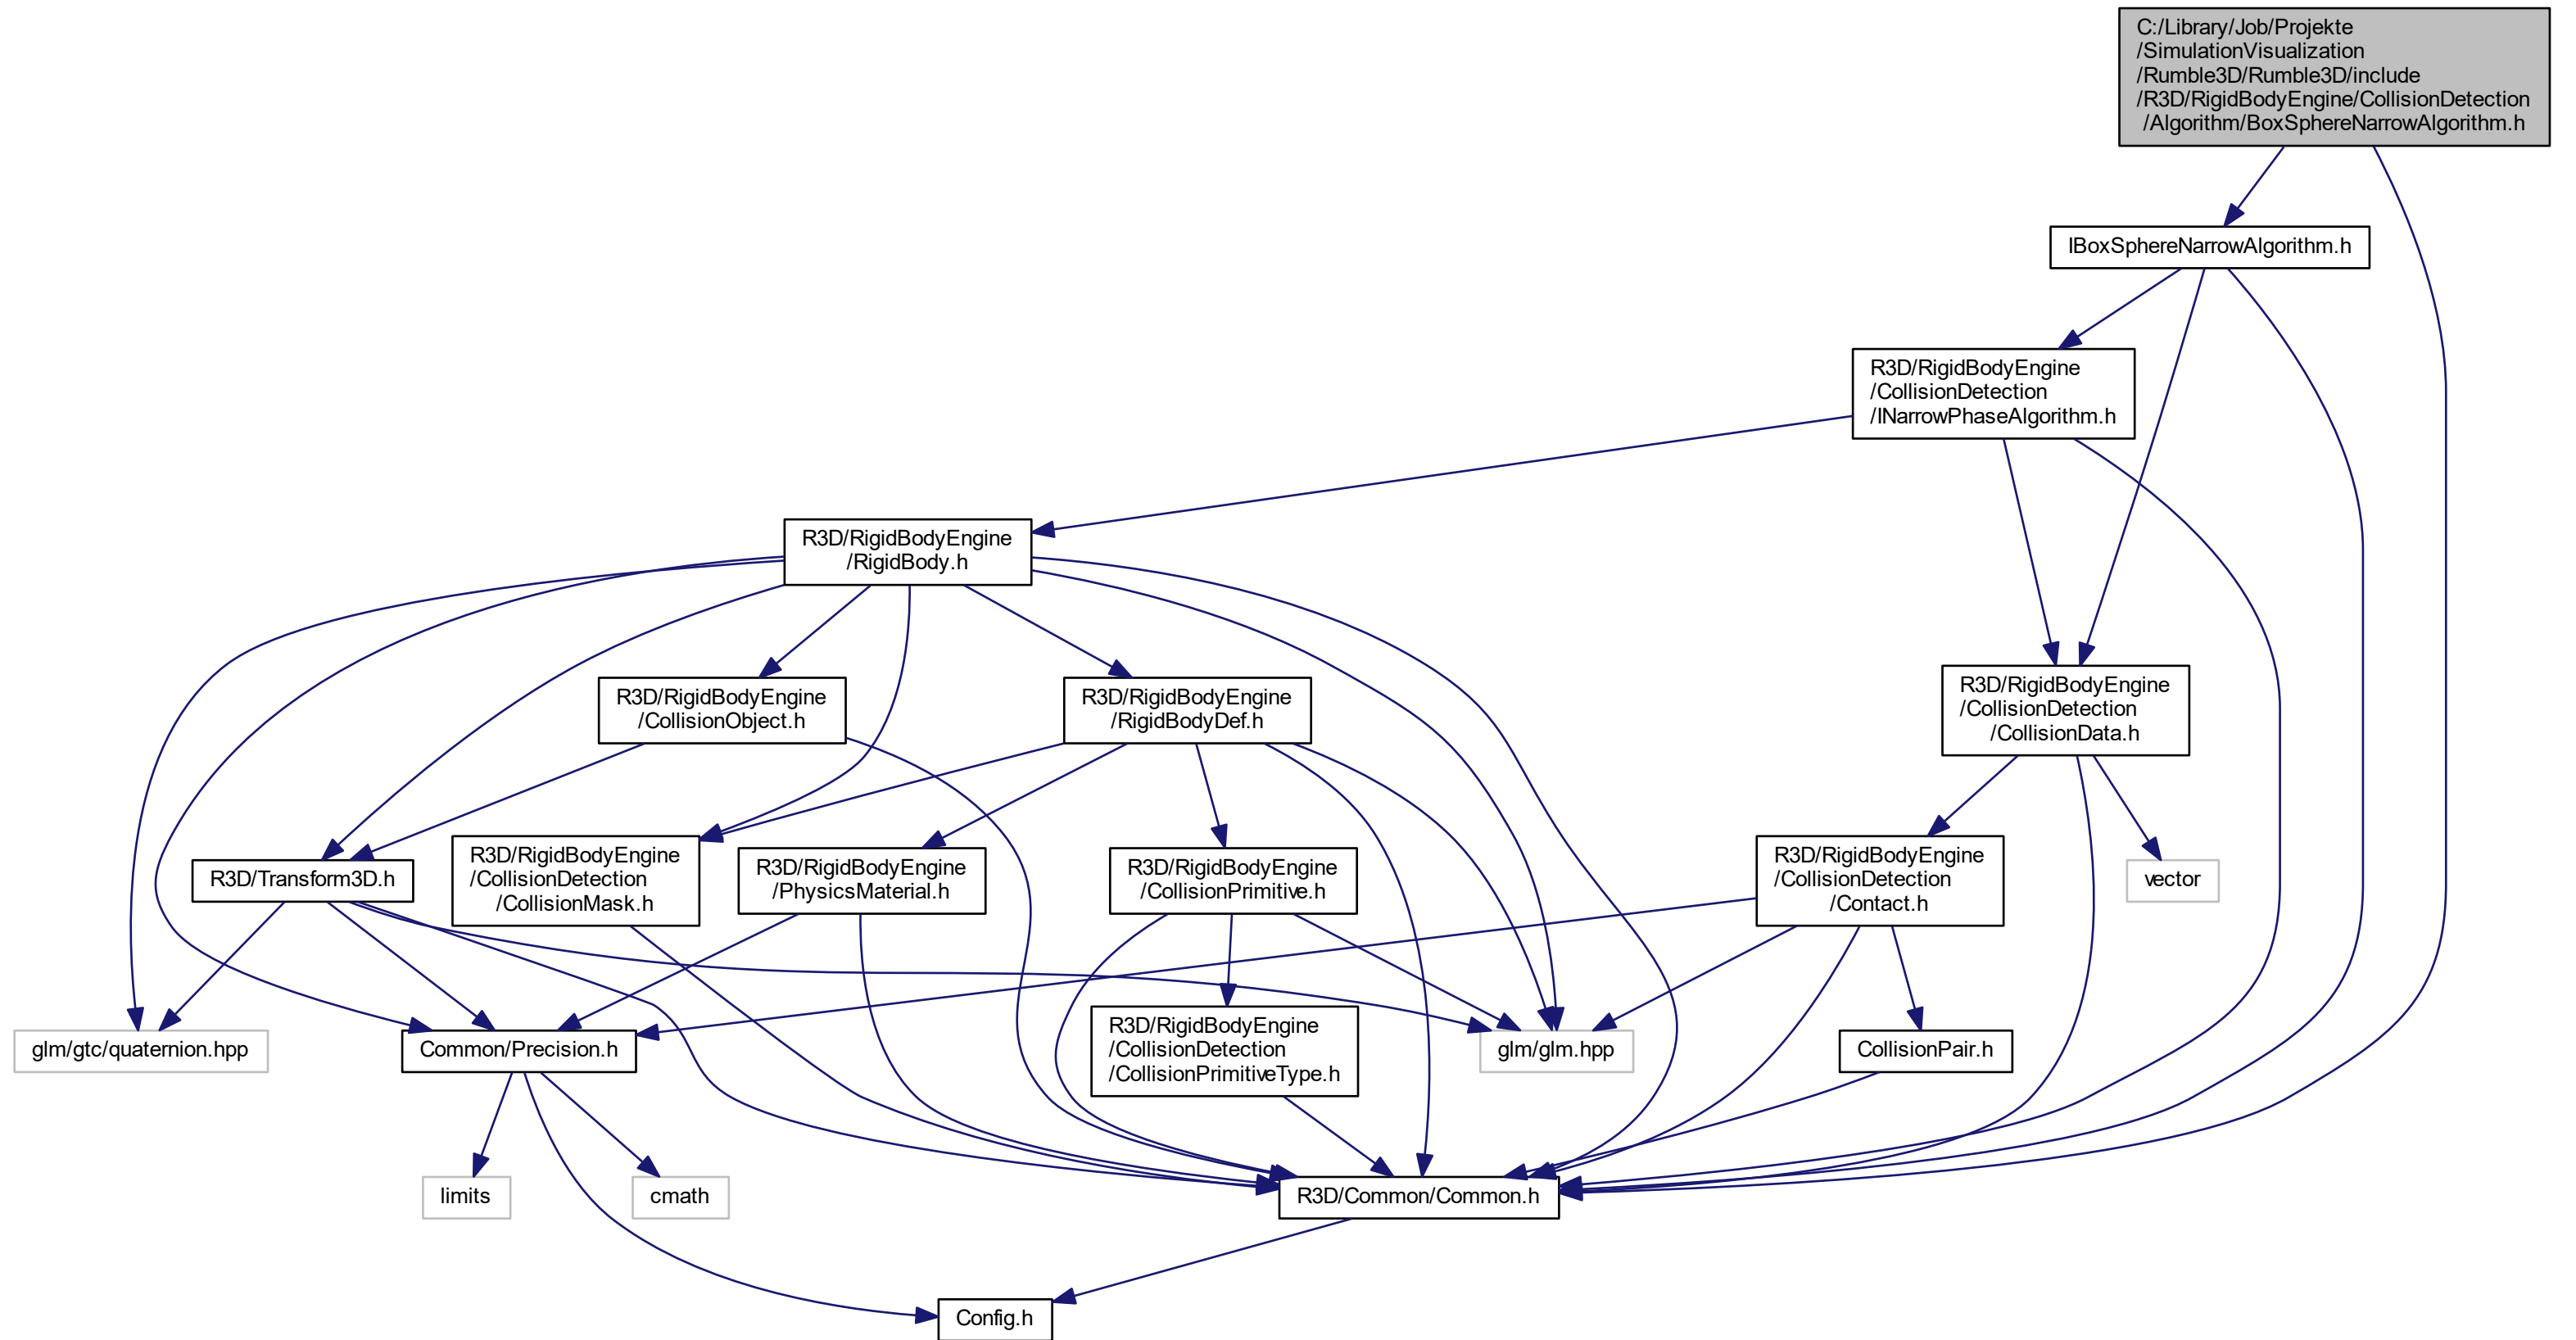 C:/Library/Job/Projekte
/SimulationVisualization
/Rumble3D/Rumble3D/include
/R3D/RigidBodyEngine/CollisionDetection
/Algorithm/BoxSphereNarrowAlgorithm.h
IBoxSphereNarrowAlgorithm.h
R3D/RigidBodyEngine
/CollisionDetection
/INarrowPhaseAlgorithm.h
R3D/RigidBodyEngine
/RigidBody.h
R3D/RigidBodyEngine
/CollisionObject.h
R3D/RigidBodyEngine
/RigidBodyDef.h
R3D/RigidBodyEngine
/CollisionDetection
/CollisionData.h
R3D/Transform3D.h
R3D/RigidBodyEngine
/CollisionDetection
/CollisionMask.h
R3D/RigidBodyEngine
/PhysicsMaterial.h
R3D/RigidBodyEngine
/CollisionPrimitive.h
R3D/RigidBodyEngine
/CollisionDetection
/Contact.h
vector
glm/gtc/quaternion.hpp
Common/Precision.h
R3D/RigidBodyEngine
/CollisionDetection
/CollisionPrimitiveType.h
glm/glm.hpp
CollisionPair.h
limits
cmath
R3D/Common/Common.h
Config.h